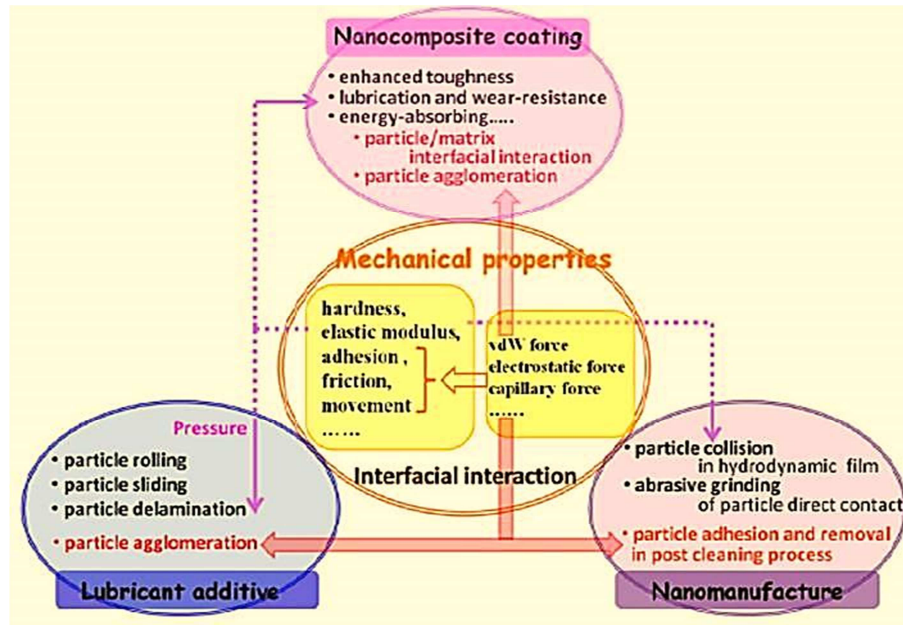 Nanocomposite coating
• enhanced toughness
• lubrication and wear-resistance
• energy-absorbing.....
• particle/matrix
interfacial interaction
• particle agglomeration
Mechanical properties
hardness,
elastic modulus,
adhesion ,
friction,
movement
......
vdW force
electrostatic force
capillary force
......
Interfacial interaction
Pressure
• particle rolling
• particle sliding
• particle delamination
• particle agglomeration
Lubricant additive
• particle collision
in hydrodynamic film
• abrasive grinding
of particle direct contact
• particle adhesion and removal
in post cleaning process
Nanomanufacture